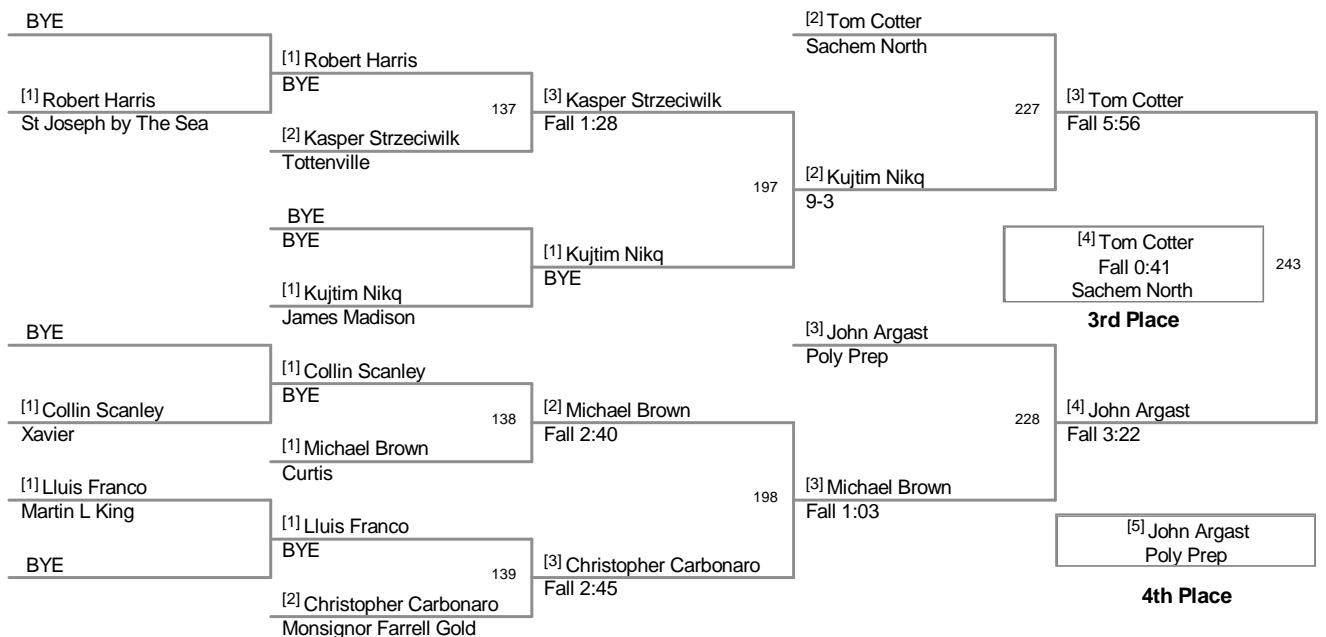 BYE
[1] Robert Harris
St Joseph by The Sea
[1] Robert Harris
BYE
137
[2] Kasper Strzeciwilk
Tottenville
BYE
BYE
[1] Kujtim Nikq
James Madison
[3] Kasper Strzeciwilk
Fall 1:28
197
[1] Kujtim Nikq
BYE
[2] Tom Cotter
Sachem North
227
[2] Kujtim Nikq
9-3
[3] Tom Cotter
Fall 5:56
[4] Tom Cotter
Fall 0:41
Sachem North
243
3rd Place
BYE
[1] Collin Scanley
Xavier
[1] Collin Scanley
BYE
138
[1] Michael Brown
Curtis
[1] Lluis Franco
Martin L King
BYE
[1] Lluis Franco
BYE
139
[2] Christopher Carbonaro
Monsignor Farrell Gold
[2] Michael Brown
Fall 2:40
198
[3] Christopher Carbonaro
Fall 2:45
[3] John Argast
Poly Prep
228
[3] Michael Brown
Fall 1:03
[4] John Argast
Fall 3:22
[5] John Argast
Poly Prep
4th Place